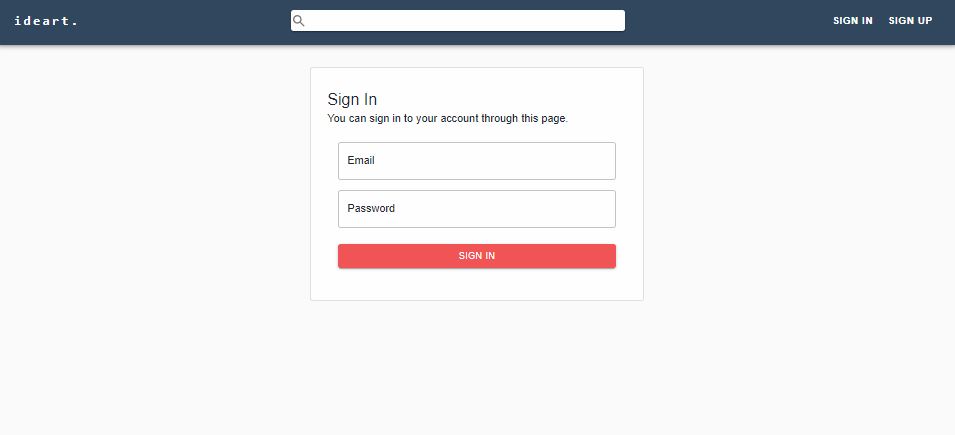 ideart.
SIGN IN
SIGN UP
Sign In
You can sign in to your account through this page.
Email
Password
SIGN IN